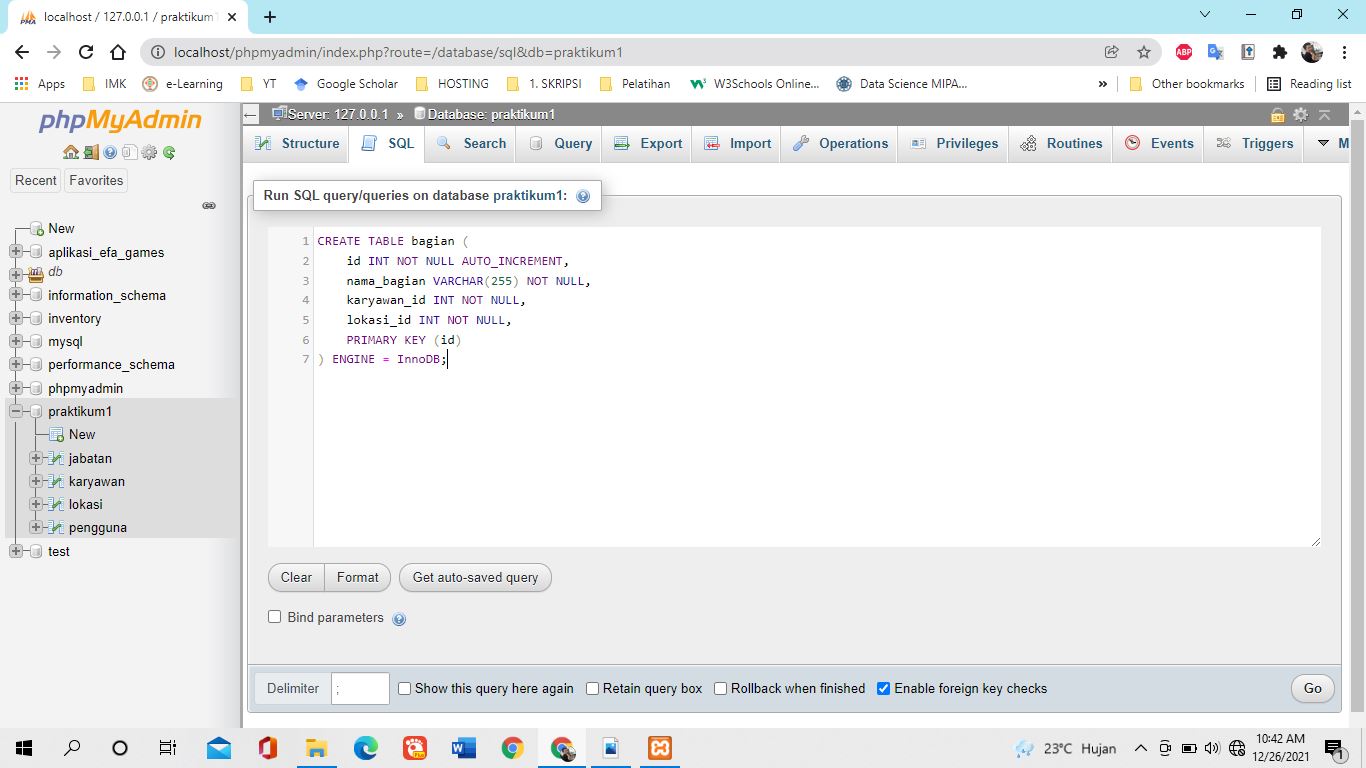 localhost / 127.0.0.1 / praktikum1
localhost/phpmyadmin/index.php?route=/database/sql&db=praktikum1
ABP
Apps IMK e-Learning YT Google Scholar HOSTING 1. SKRIPSI Pelatihan W3Schools Online... Data Science MIPA... » Other bookmarks Reading list
phpMyAdmin
Recent Favorites
New
aplikasi_efa_games
db
information_schema
inventory
mysql
performance_schema
phpmyadmin
praktikum1
New
jabatan
karyawan
lokasi
pengguna
test
Server: 127.0.0.1 » Database: praktikum1
Structure SQL Search Query Export Import Operations Privileges Routines Events Triggers M
Run SQL query/queries on database praktikum1:
1 CREATE TABLE bagian (
2 id INT NOT NULL AUTO_INCREMENT,
3 nama_bagian VARCHAR(255) NOT NULL,
4 karyawan_id INT NOT NULL,
5 lokasi_id INT NOT NULL,
6 PRIMARY KEY (id)
7 ) ENGINE = InnoDB;
Clear Format Get auto-saved query
Bind parameters
Delimiter ; Show this query here again Retain query box Rollback when finished Enable foreign key checks Go
23°C Hujan
10:42 AM
12/26/2021
1